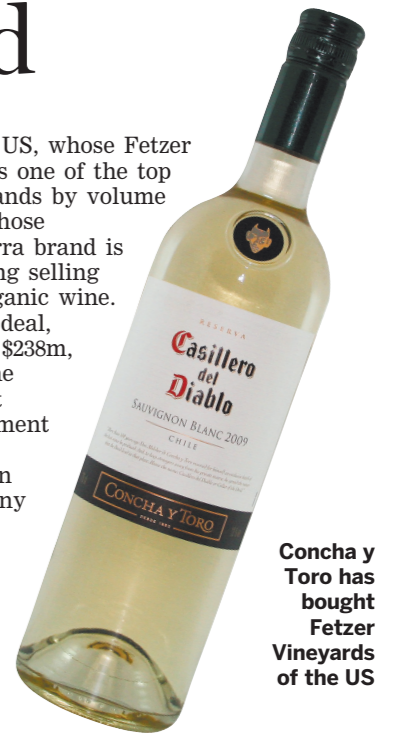 d
US, whose Fetzer
s one of the top
ands by volume
hose
rra brand is
ng selling
ganic wine.
deal,
$238m,
ne
t
ment
n
ny
RESERVA
Casillero
del
Diablo
SAUVIGNON BLANC 2009
CHILE
CONCHA Y TORO
Concha y
Toro has
bought
Fetzer
Vineyards
of the US